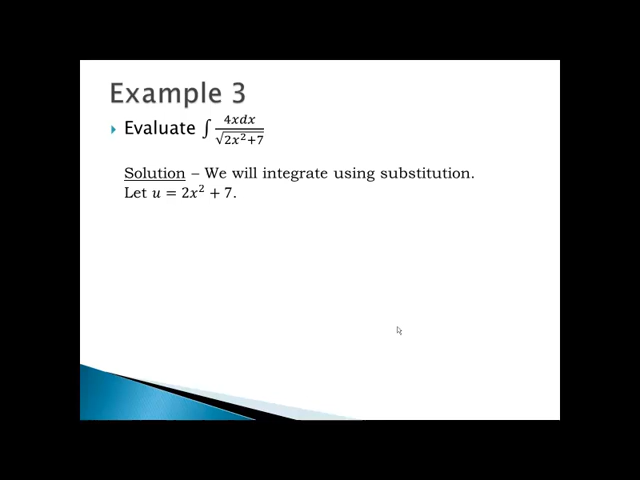 Example 3
Evaluate ∫ 4xdx / √2x²+7
Solution – We will integrate using substitution.
Let u = 2x² + 7.